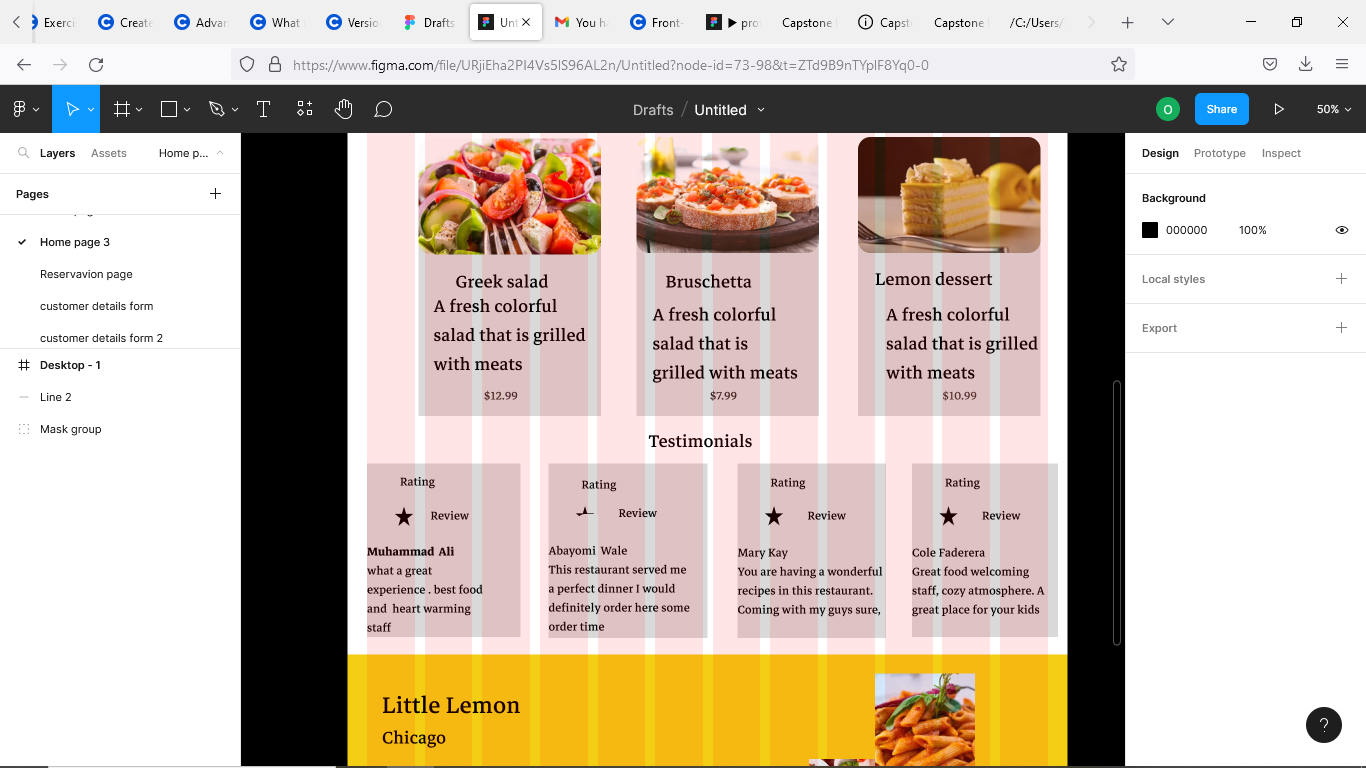 Exerci
Create
Advan
What i
Versio
Drafts
Unt
You h
Front-
pro
Capstone
Capst
Capstone
/C:/Users/
https://www.figma.com/file/URjiEha2PI4Vs5lS96AL2n/Untitled?node-id=73-98&t=ZTd9B9nTYpIF8Yq0-0
Drafts / Untitled
O
Share
50%
Layers
Assets
Home p...
Pages
Home page 3
Reservavion page
customer details form
customer details form 2
Desktop - 1
Line 2
Mask group
Greek salad
A fresh colorful
salad that is grilled
with meats
$12.99
Bruschetta
A fresh colorful
salad that is
grilled with meats
$7.99
Lemon dessert
A fresh colorful
salad that is grilled
with meats
$10.99
Testimonials
Rating
Review
Muhammad Ali
what a great
experience . best food
and heart warming
staff
Rating
Review
Abayomi Wale
This restaurant served me
a perfect dinner I would
definitely order here some
order time
Rating
Review
Mary Kay
You are having a wonderful
recipes in this restaurant.
Coming with my guys sure,
Rating
Review
Cole Faderera
Great food welcoming
staff, cozy atmosphere. A
great place for your kids
Little Lemon
Chicago
Design
Prototype
Inspect
Background
000000
100%
Local styles
Export
?